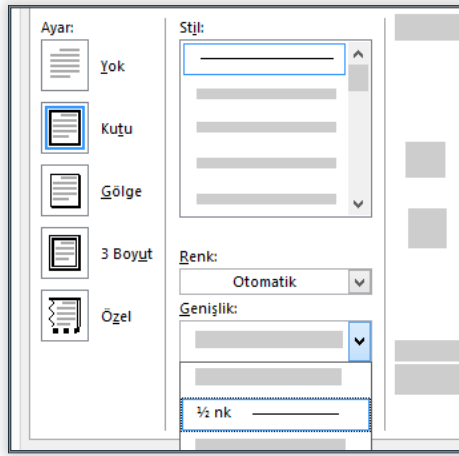 Ayar:
Yok
Kutu
Gölge
3 Boyut
Özel
Stil:
Renk:
Otomatik
Genişlik:
½ nk